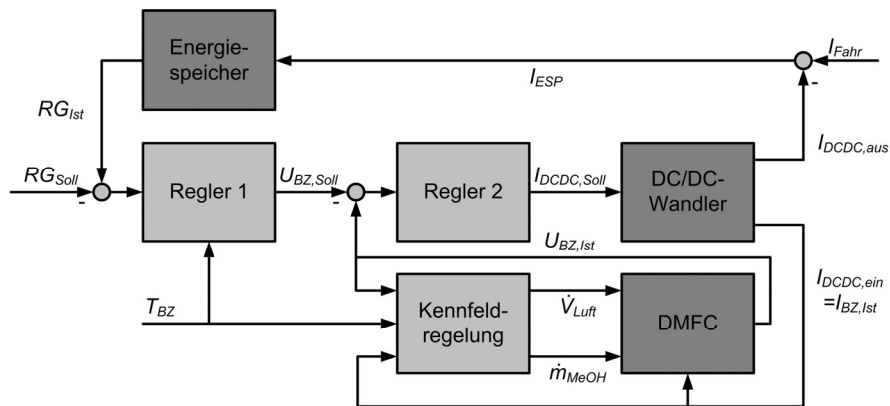 Energie-
speicher
I_Fahr
I_ESP
RG_Ist
I_DCDC,aus
RG_Soll
-
Regler 1
U_BZ,Soll
-
Regler 2
I_DCDC,Soll
DC/DC-
Wandler
-
U_BZ,Ist
T_BZ
Kennfeld-
regelung
V̇_Luft
ṁ_MeOH
DMFC
I_DCDC,ein
=I_BZ,Ist